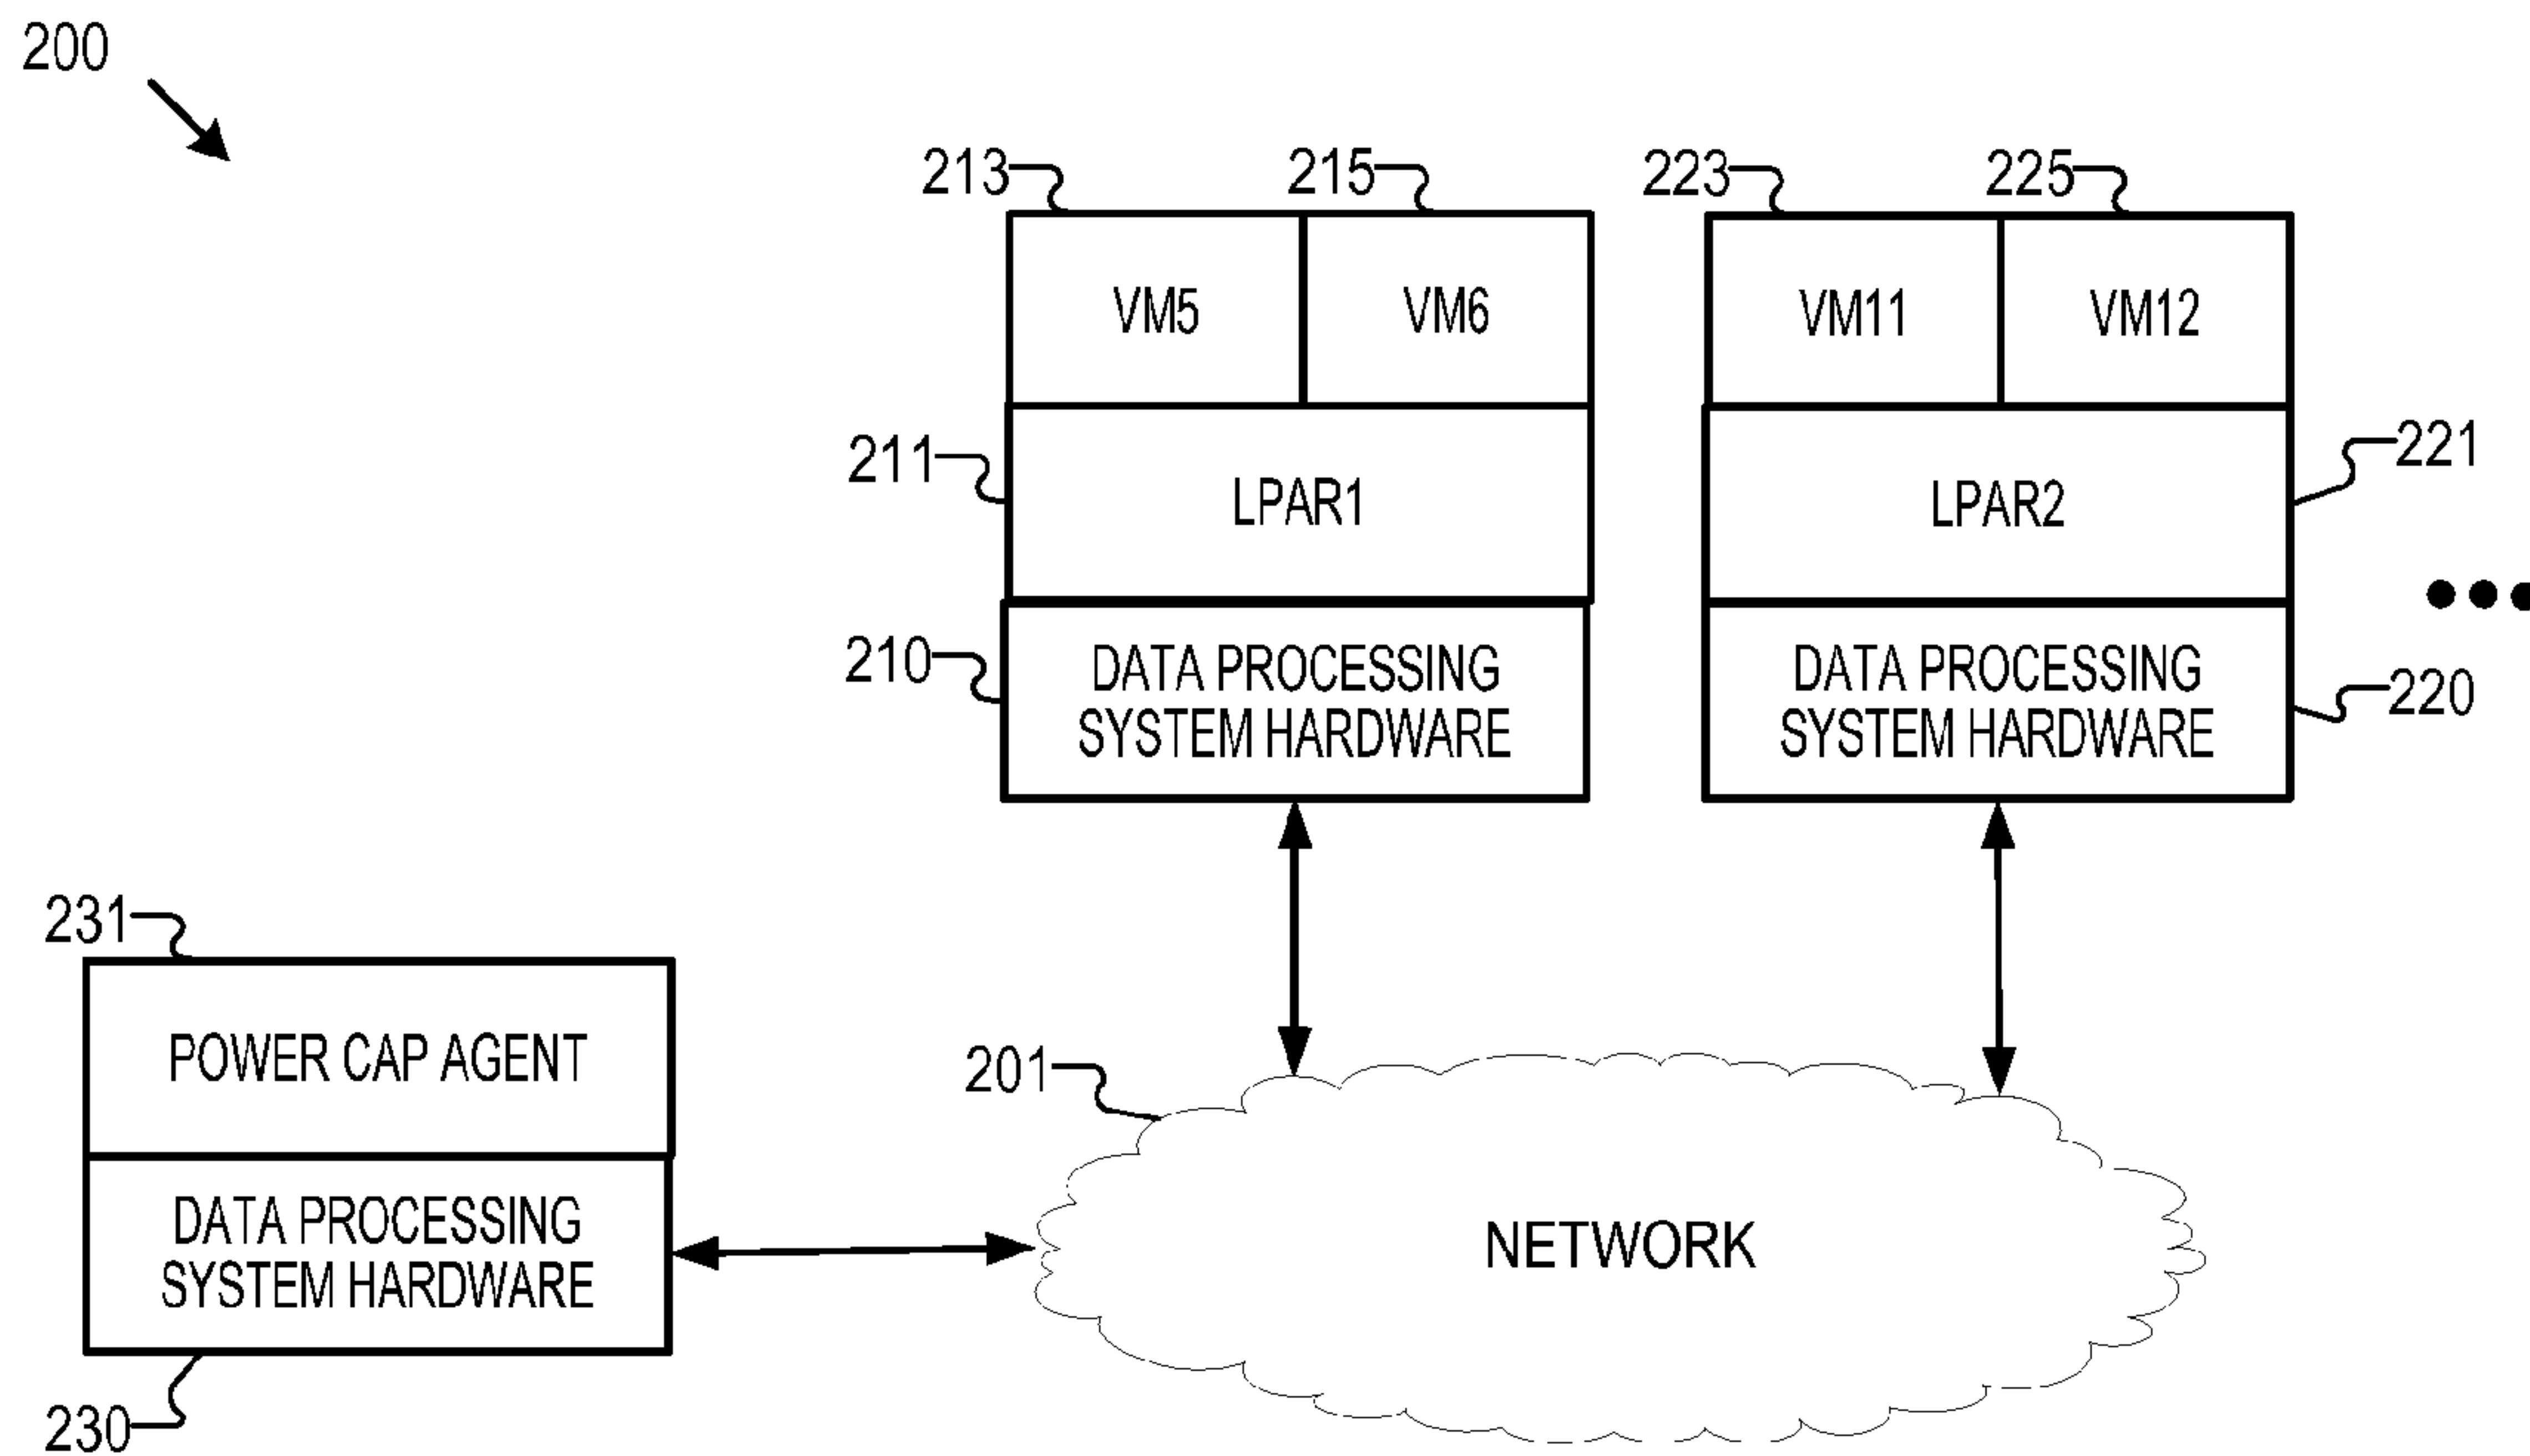 200
213
215
223
225
VM5
VM6
VM11
VM12
211
LPAR1
LPAR2
221
210
DATA PROCESSING
SYSTEM HARDWARE
DATA PROCESSING
SYSTEM HARDWARE
220
231
POWER CAP AGENT
201
DATA PROCESSING
SYSTEM HARDWARE
NETWORK
230